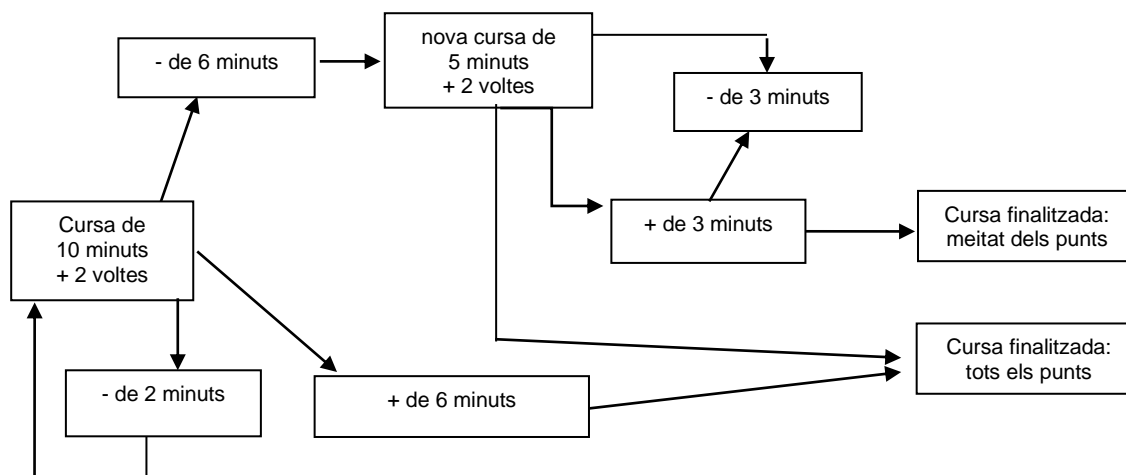 - de 6 minuts
nova cursa de
5 minuts
+ 2 voltes
- de 3 minuts
Cursa de
10 minuts
+ 2 voltes
+ de 3 minuts
Cursa finalitzada:
meitat dels punts
- de 2 minuts
+ de 6 minuts
Cursa finalitzada:
tots els punts